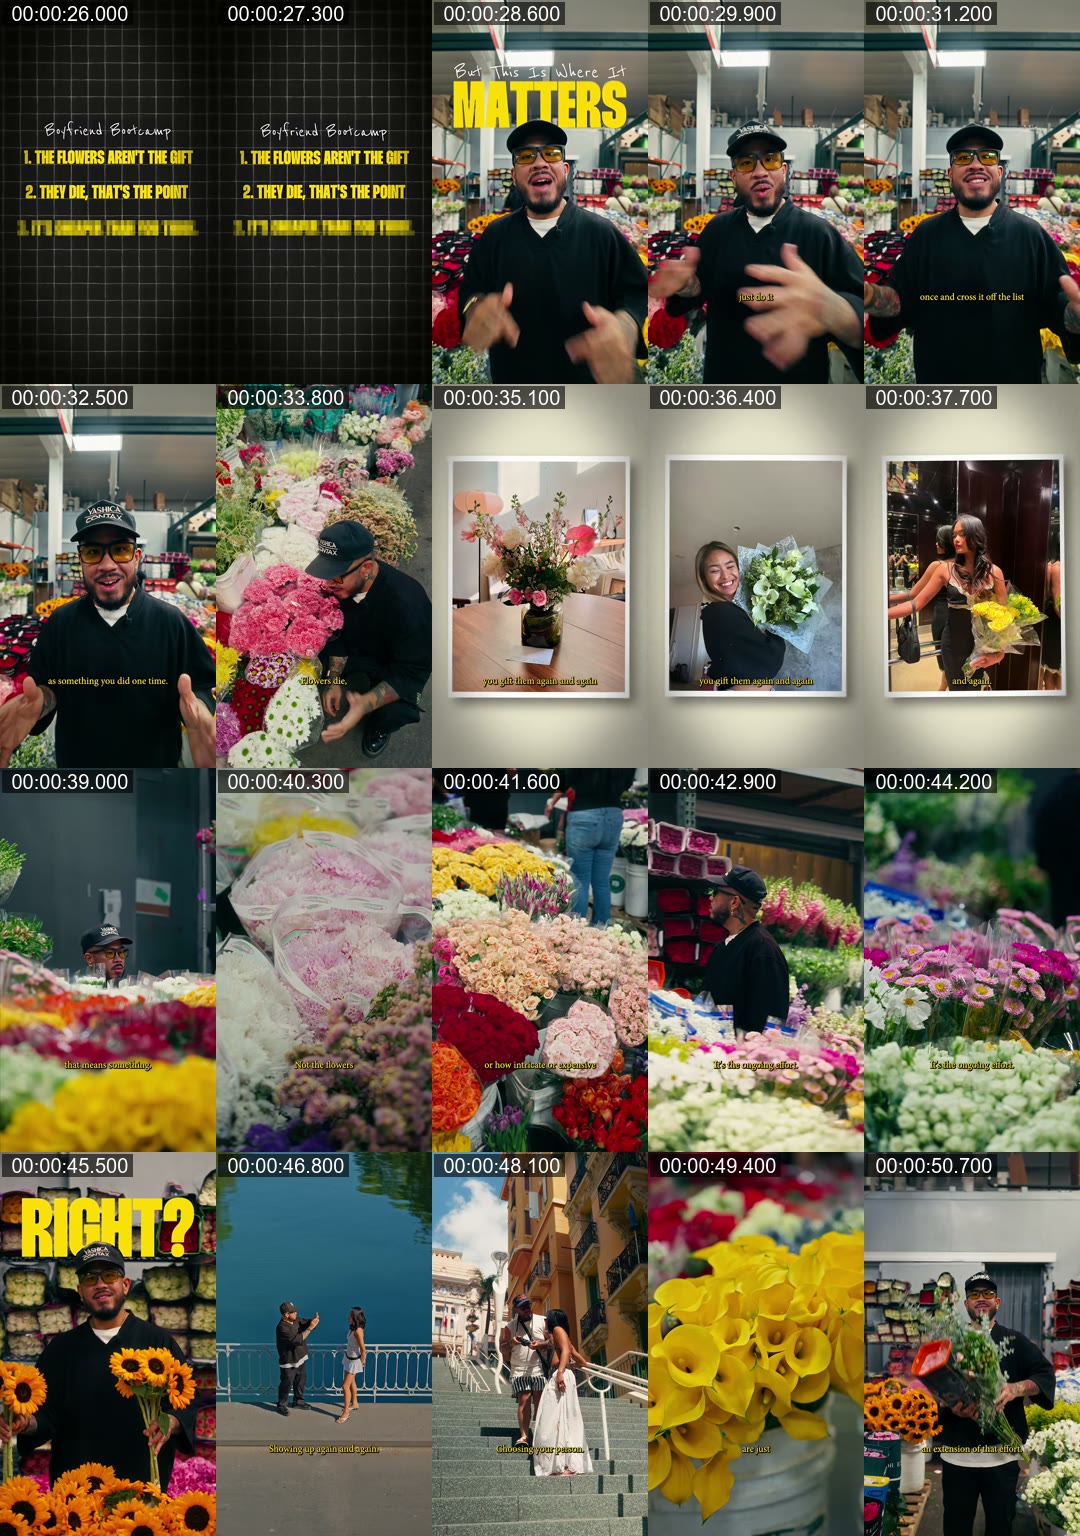 00:00:26.000
Boyfriend Bootcamp
1. THE FLOWERS AREN'T THE GIFT
2. THEY DIE, THAT'S THE POINT
00:00:27.300
Boyfriend Bootcamp
1. THE FLOWERS AREN'T THE GIFT
2. THEY DIE, THAT'S THE POINT
00:00:28.600
But This Is Where It
MATTERS
00:00:29.900
YASHICA
just do it
00:00:31.200
once and cross it off the list
00:00:32.500
YASHICA
CONTAX
as something you did one time.
00:00:33.800
YASHICA
CONTAX
Flowers die,
00:00:35.100
you gift them again and again
00:00:36.400
you gift them again and again
00:00:37.700
and again.
00:00:39.000
YASHICA
CONTAX
that means something.
00:00:40.300
Not the flowers
00:00:41.600
or how intricate or expensive
00:00:42.900
It's the ongoing effort.
00:00:44.200
It's the ongoing effort.
00:00:45.500
RIGHT?
YASHICA
CONTAX
00:00:46.800
Showing up again and again.
00:00:48.100
Choosing your person.
00:00:49.400
are just
00:00:50.700
an extension of that effort.